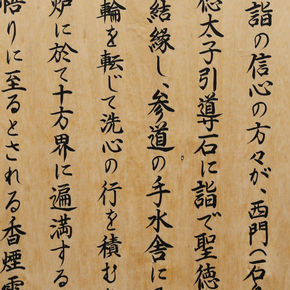 詣の信心の方々が、西門(一石
徳太子引導石に詣で聖徳
結縁し、参道の手水舎に
輪を転じて洗心の行を積む
炉に於て十方界に遍満する
悟りに至るとされる香煙